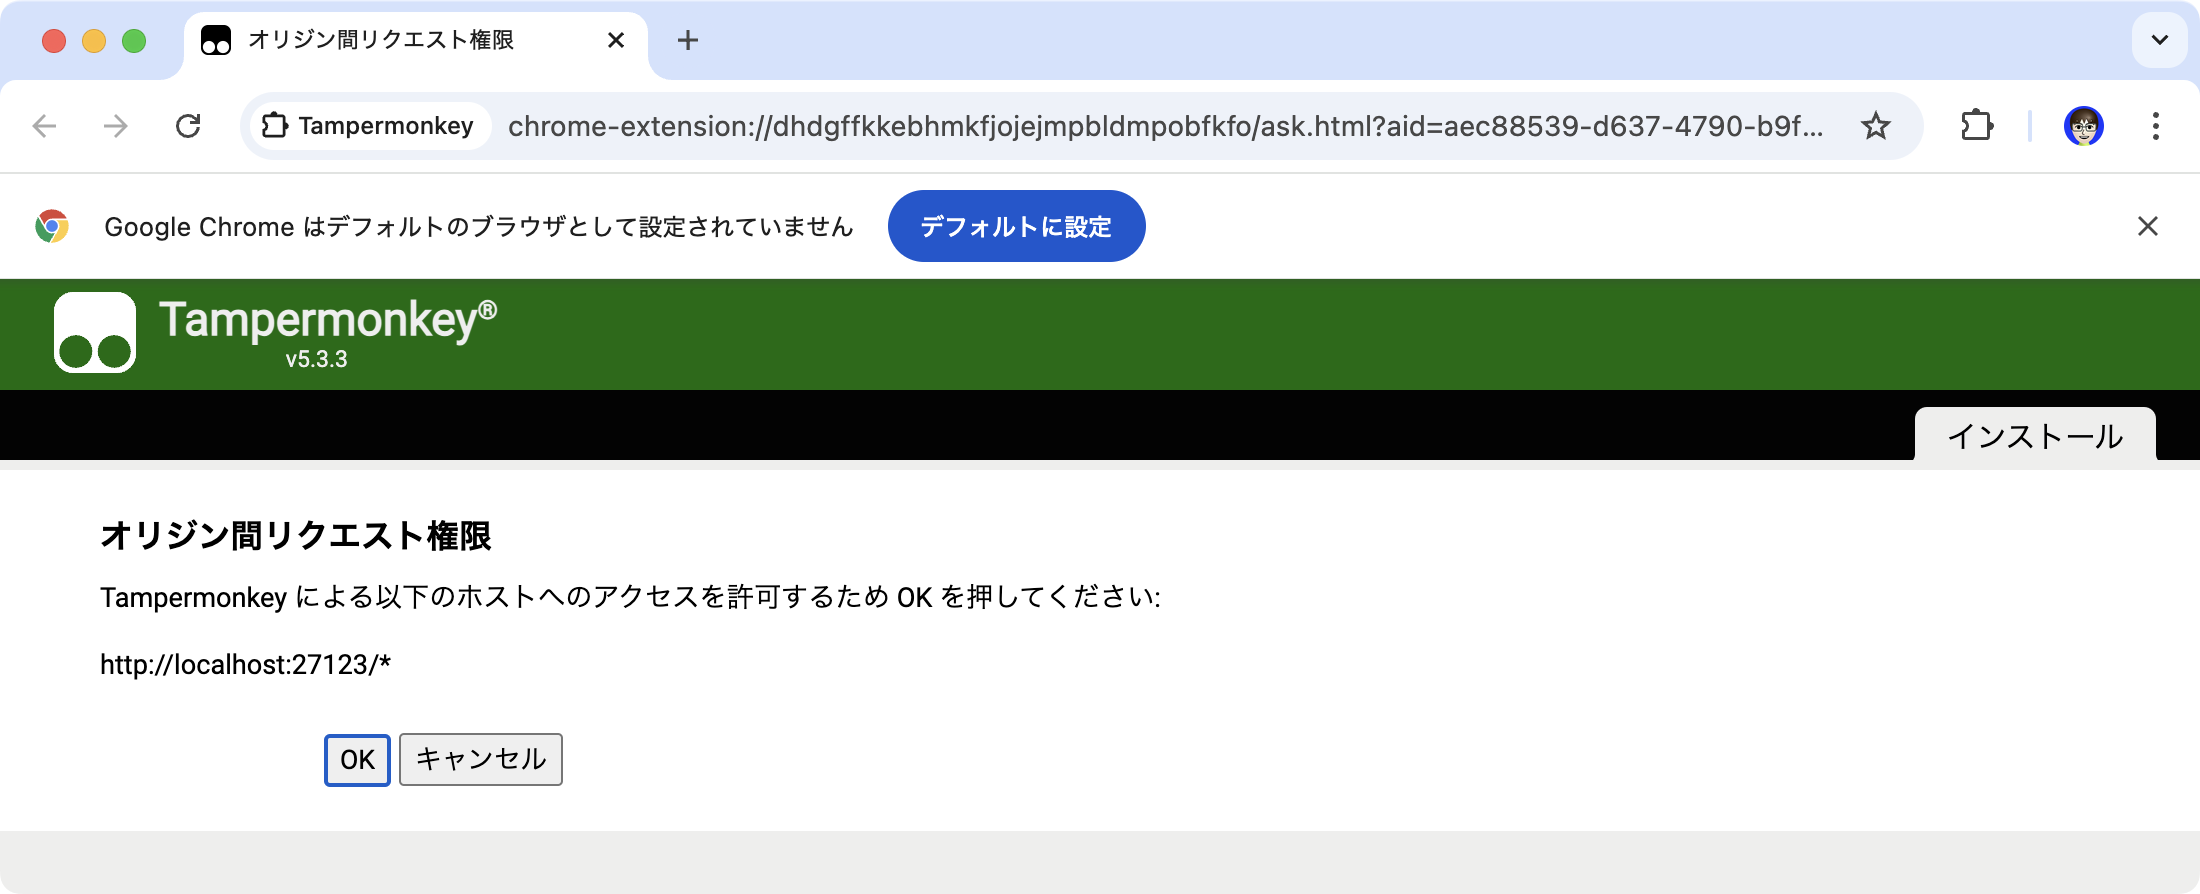 オリジン間リクエスト権限
Tampermonkey
chrome-extension://dhdgffkkebhmkfjojejmpbldmpobfkfo/ask.html?aid=aec88539-d637-4790-b9f...
Google Chrome はデフォルトのブラウザとして設定されていません
デフォルトに設定
Tampermonkey®
v5.3.3
インストール
オリジン間リクエスト権限
Tampermonkey による以下のホストへのアクセスを許可するため OK を押してください:
http://localhost:27123/*
OK
キャンセル